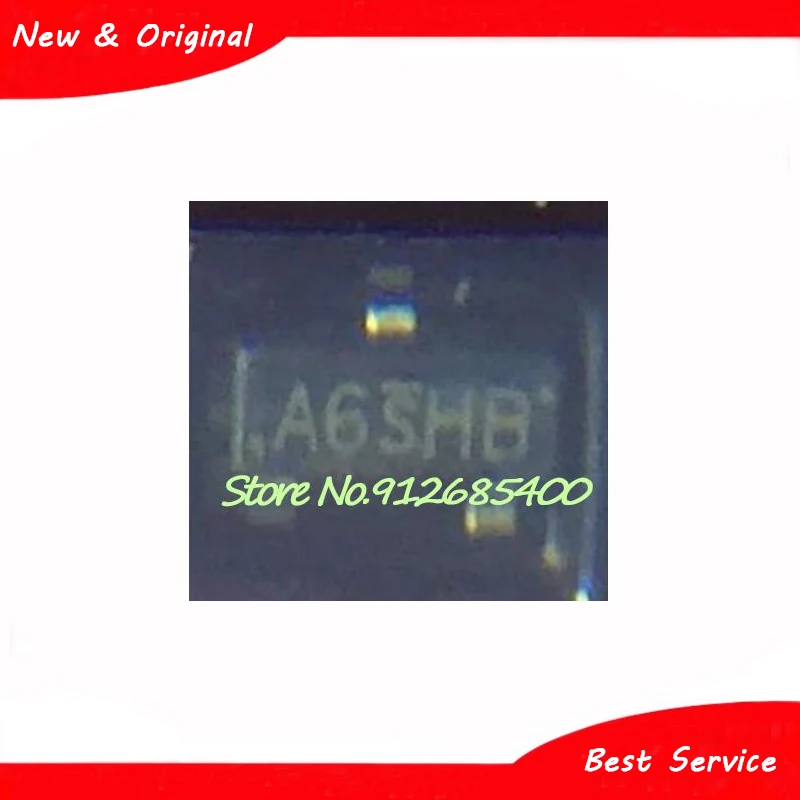 New & Original
A6SHB
Store No.912685400
Best Service